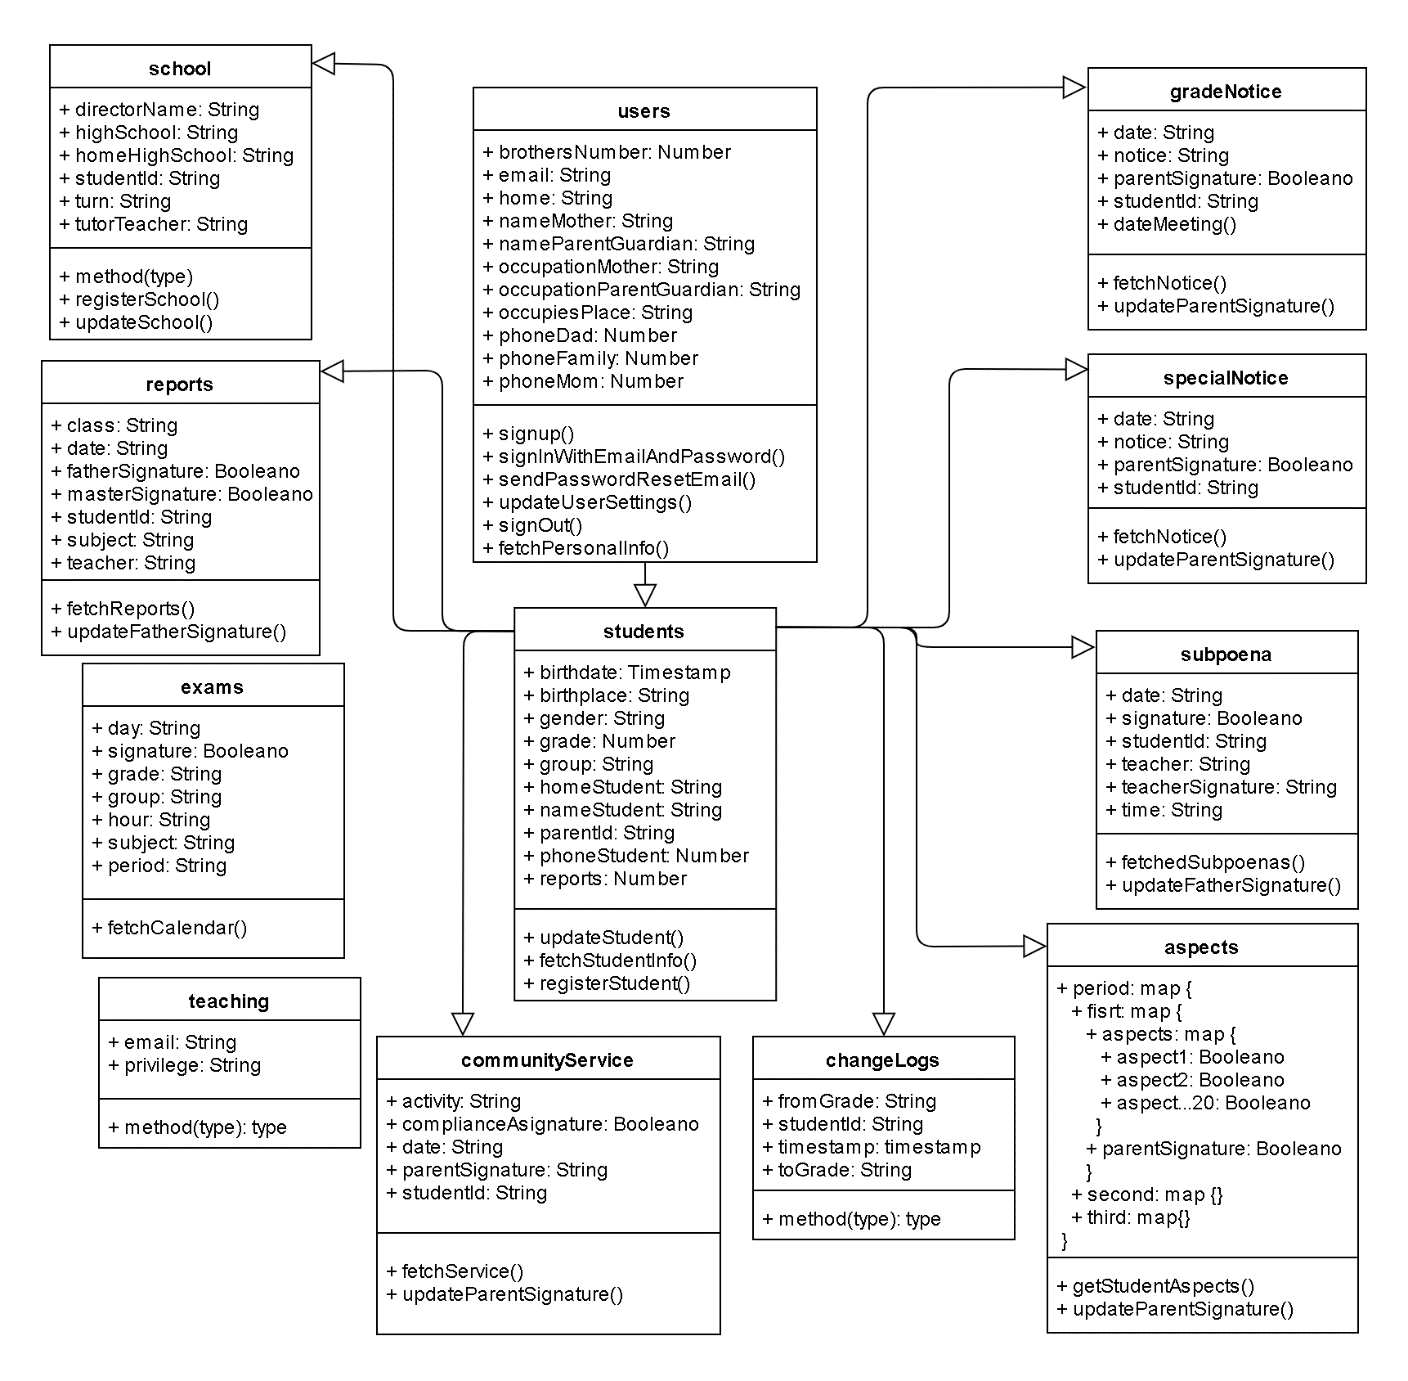 school
+ directorName: String
+ highSchool: String
+ homeHighSchool: String
+ studentId: String
+ turn: String
+ tutorTeacher: String
+ method(type)
+ registerSchool()
+ updateSchool()
users
+ brothersNumber: Number
+ email: String
+ home: String
+ nameMother: String
+ nameParentGuardian: String
+ occupationMother: String
+ occupationParentGuardian: String
+ occupiesPlace: String
+ phoneDad: Number
+ phoneFamily: Number
+ phoneMom: Number
+ signup()
+ signInWithEmailAndPassword()
+ sendPasswordResetEmail()
+ updateUserSettings()
+ signOut()
+ fetchPersonalInfo()
gradeNotice
+ date: String
+ notice: String
+ parentSignature: Booleano
+ studentId: String
+ dateMeeting()
+ fetchNotice()
+ updateParentSignature()
reports
+ class: String
+ date: String
+ fatherSignature: Booleano
+ masterSignature: Booleano
+ studentId: String
+ subject: String
+ teacher: String
+ fetchReports()
+ updateFatherSignature()
specialNotice
+ date: String
+ notice: String
+ parentSignature: Booleano
+ studentId: String
+ fetchNotice()
+ updateParentSignature()
students
+ birthdate: Timestamp
+ birthplace: String
+ gender: String
+ grade: Number
+ group: String
+ homeStudent: String
+ nameStudent: String
+ parentId: String
+ phoneStudent: Number
+ reports: Number
+ updateStudent()
+ fetchStudentInfo()
+ registerStudent()
subpoena
+ date: String
+ signature: Booleano
+ studentId: String
+ teacher: String
+ teacherSignature: String
+ time: String
+ fetchedSubpoenas()
+ updateFatherSignature()
exams
+ day: String
+ signature: Booleano
+ grade: String
+ group: String
+ hour: String
+ subject: String
+ period: String
+ fetchCalendar()
teaching
+ email: String
+ privilege: String
+ method(type): type
communityService
+ activity: String
+ complianceAsignature: Booleano
+ date: String
+ parentSignature: String
+ studentId: String
+ fetchService()
+ updateParentSignature()
changeLogs
+ fromGrade: String
+ studentId: String
+ timestamp: timestamp
+ toGrade: String
+ method(type): type
aspects
+ period: map {
+ fisrt: map {
+ aspects: map {
+ aspect1: Booleano
+ aspect2: Booleano
+ aspect...20: Booleano
}
+ parentSignature: Booleano
}
+ second: map {}
+ third: map{}
}
+ getStudentAspects()
+ updateParentSignature()